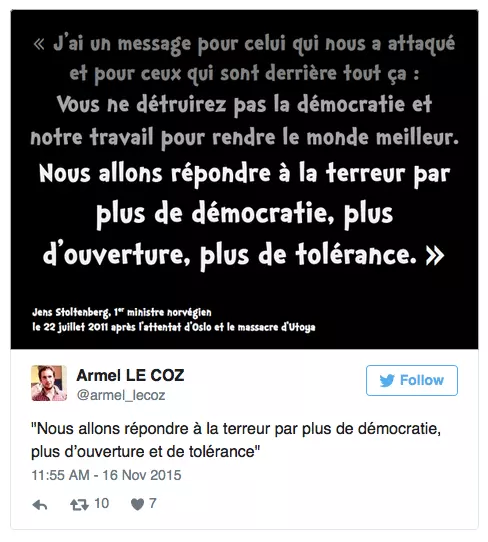 « J'ai un message pour celui qui nous a attaqué
et pour ceux qui sont derrière tout ça :
Vous ne détruirez pas la démocratie et
notre travail pour rendre le monde meilleur.
Nous allons répondre à la terreur par
plus de démocratie, plus
d'ouverture, plus de tolérance. »
Jens Stoltenberg, 1er ministre norvégien
le 22 juillet 2011 après l'attentat d'Oslo et le massacre d'Utoya
Armel LE COZ
@armel_lecoz
Follow
"Nous allons répondre à la terreur par plus de démocratie,
plus d'ouverture et de tolérance"
11:55 AM - 16 Nov 2015
10 7